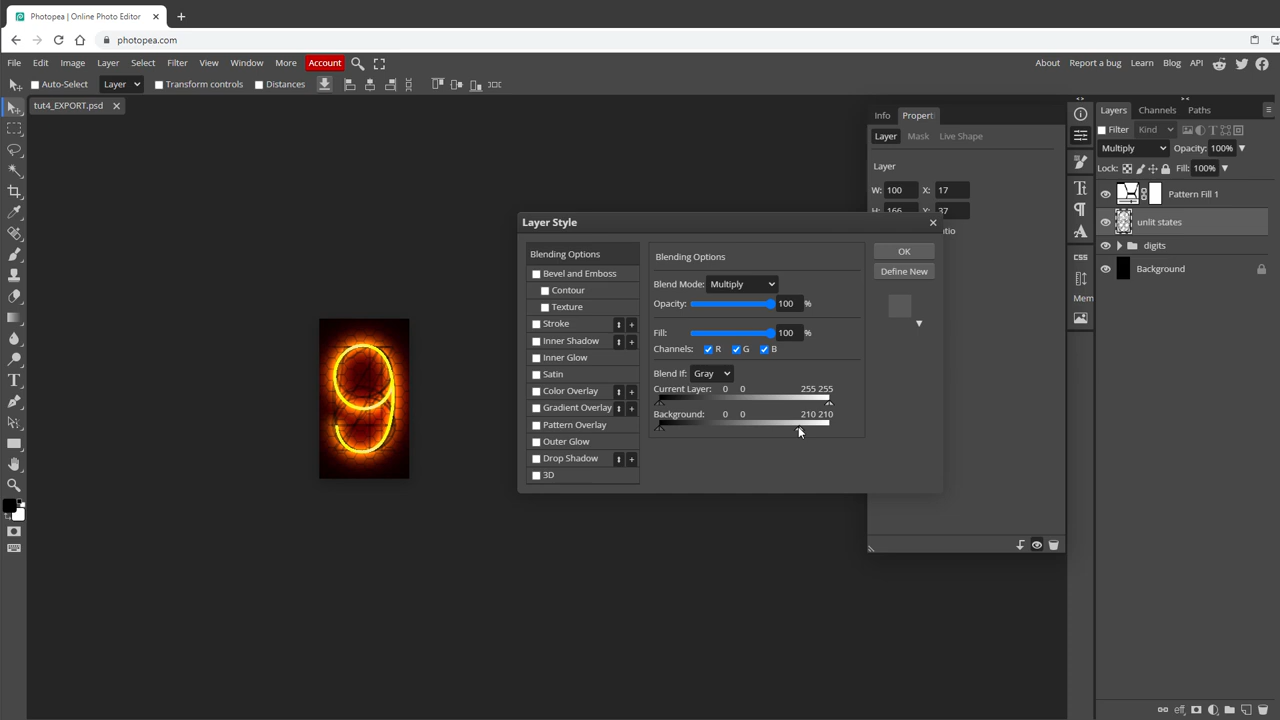 Photopea | Online Photo Editor
photopea.com
File Edit Image Layer Select Filter View Window More Account About Report a bug Learn Blog API
Auto-Select Layer Transform controls Distances
tut4_EXPORT.psd
Info Propert
Layer Mask Live Shape
Layer
W: 100 X: 17
H: 166 Y: 37
Layer Style
Blending Options
Bevel and Emboss
Contour
Texture
Stroke
Inner Shadow
Inner Glow
Satin
Color Overlay
Gradient Overlay
Pattern Overlay
Outer Glow
Drop Shadow
3D
Blending Options
Blend Mode: Multiply
Opacity: 100 %
Fill: 100 %
Channels: R G B
Blend If: Gray
Current Layer: 0 0 255 255
Background: 0 0 210 210
OK
Define New
9
CSS
Mem
Layers Channels Paths
Filter Kind
Multiply Opacity: 100%
Lock: Fill: 100%
Pattern Fill 1
unlit states
digits
Background
eff